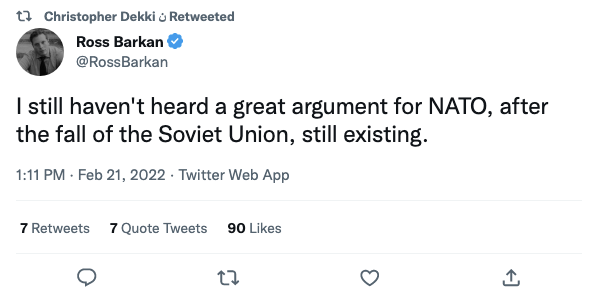 Christopher Dekki ن Retweeted
Ross Barkan
@RossBarkan
I still haven't heard a great argument for NATO, after
the fall of the Soviet Union, still existing.
1:11 PM · Feb 21, 2022 · Twitter Web App
7 Retweets 7 Quote Tweets 90 Likes